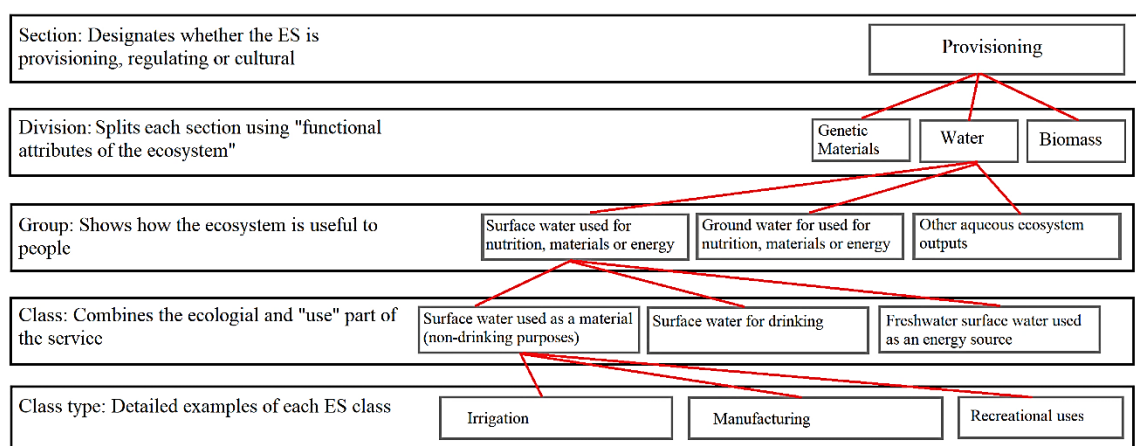 Section: Designates whether the ES is
provisioning, regulating or cultural
Provisioning
Division: Splits each section using "functional
attributes of the ecosystem"
Genetic
Materials
Water
Biomass
Group: Shows how the ecosystem is useful to
people
Surface water used for
nutrition, materials or energy
Ground water for used for
nutrition, materials or energy
Other aqueous ecosystem
outputs
Class: Combines the ecologial and "use" part of
the service
Surface water used as a material
(non-drinking purposes)
Surface water for drinking
Freshwater surface water used
as an energy source
Class type: Detailed examples of each ES class
Irrigation
Manufacturing
Recreational uses